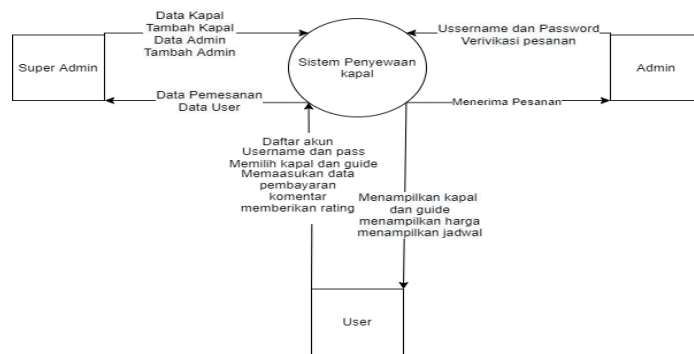 Data Kapal
Tambah Kapal
Data Admin
Tambah Admin
Ussername dan Password
Verivikasi pesanan
Super Admin
Sistem Penyewaan
kapal
Admin
Data Pemesanan
Data User
Menerima Pesanan
Daftar akun
Username dan pass
Memilih kapal dan guide
Memaasukan data
pembayaran
komentar
memberikan rating
Menampilkan kapal
dan guide
menampilkan harga
menampilkan jadwal
User